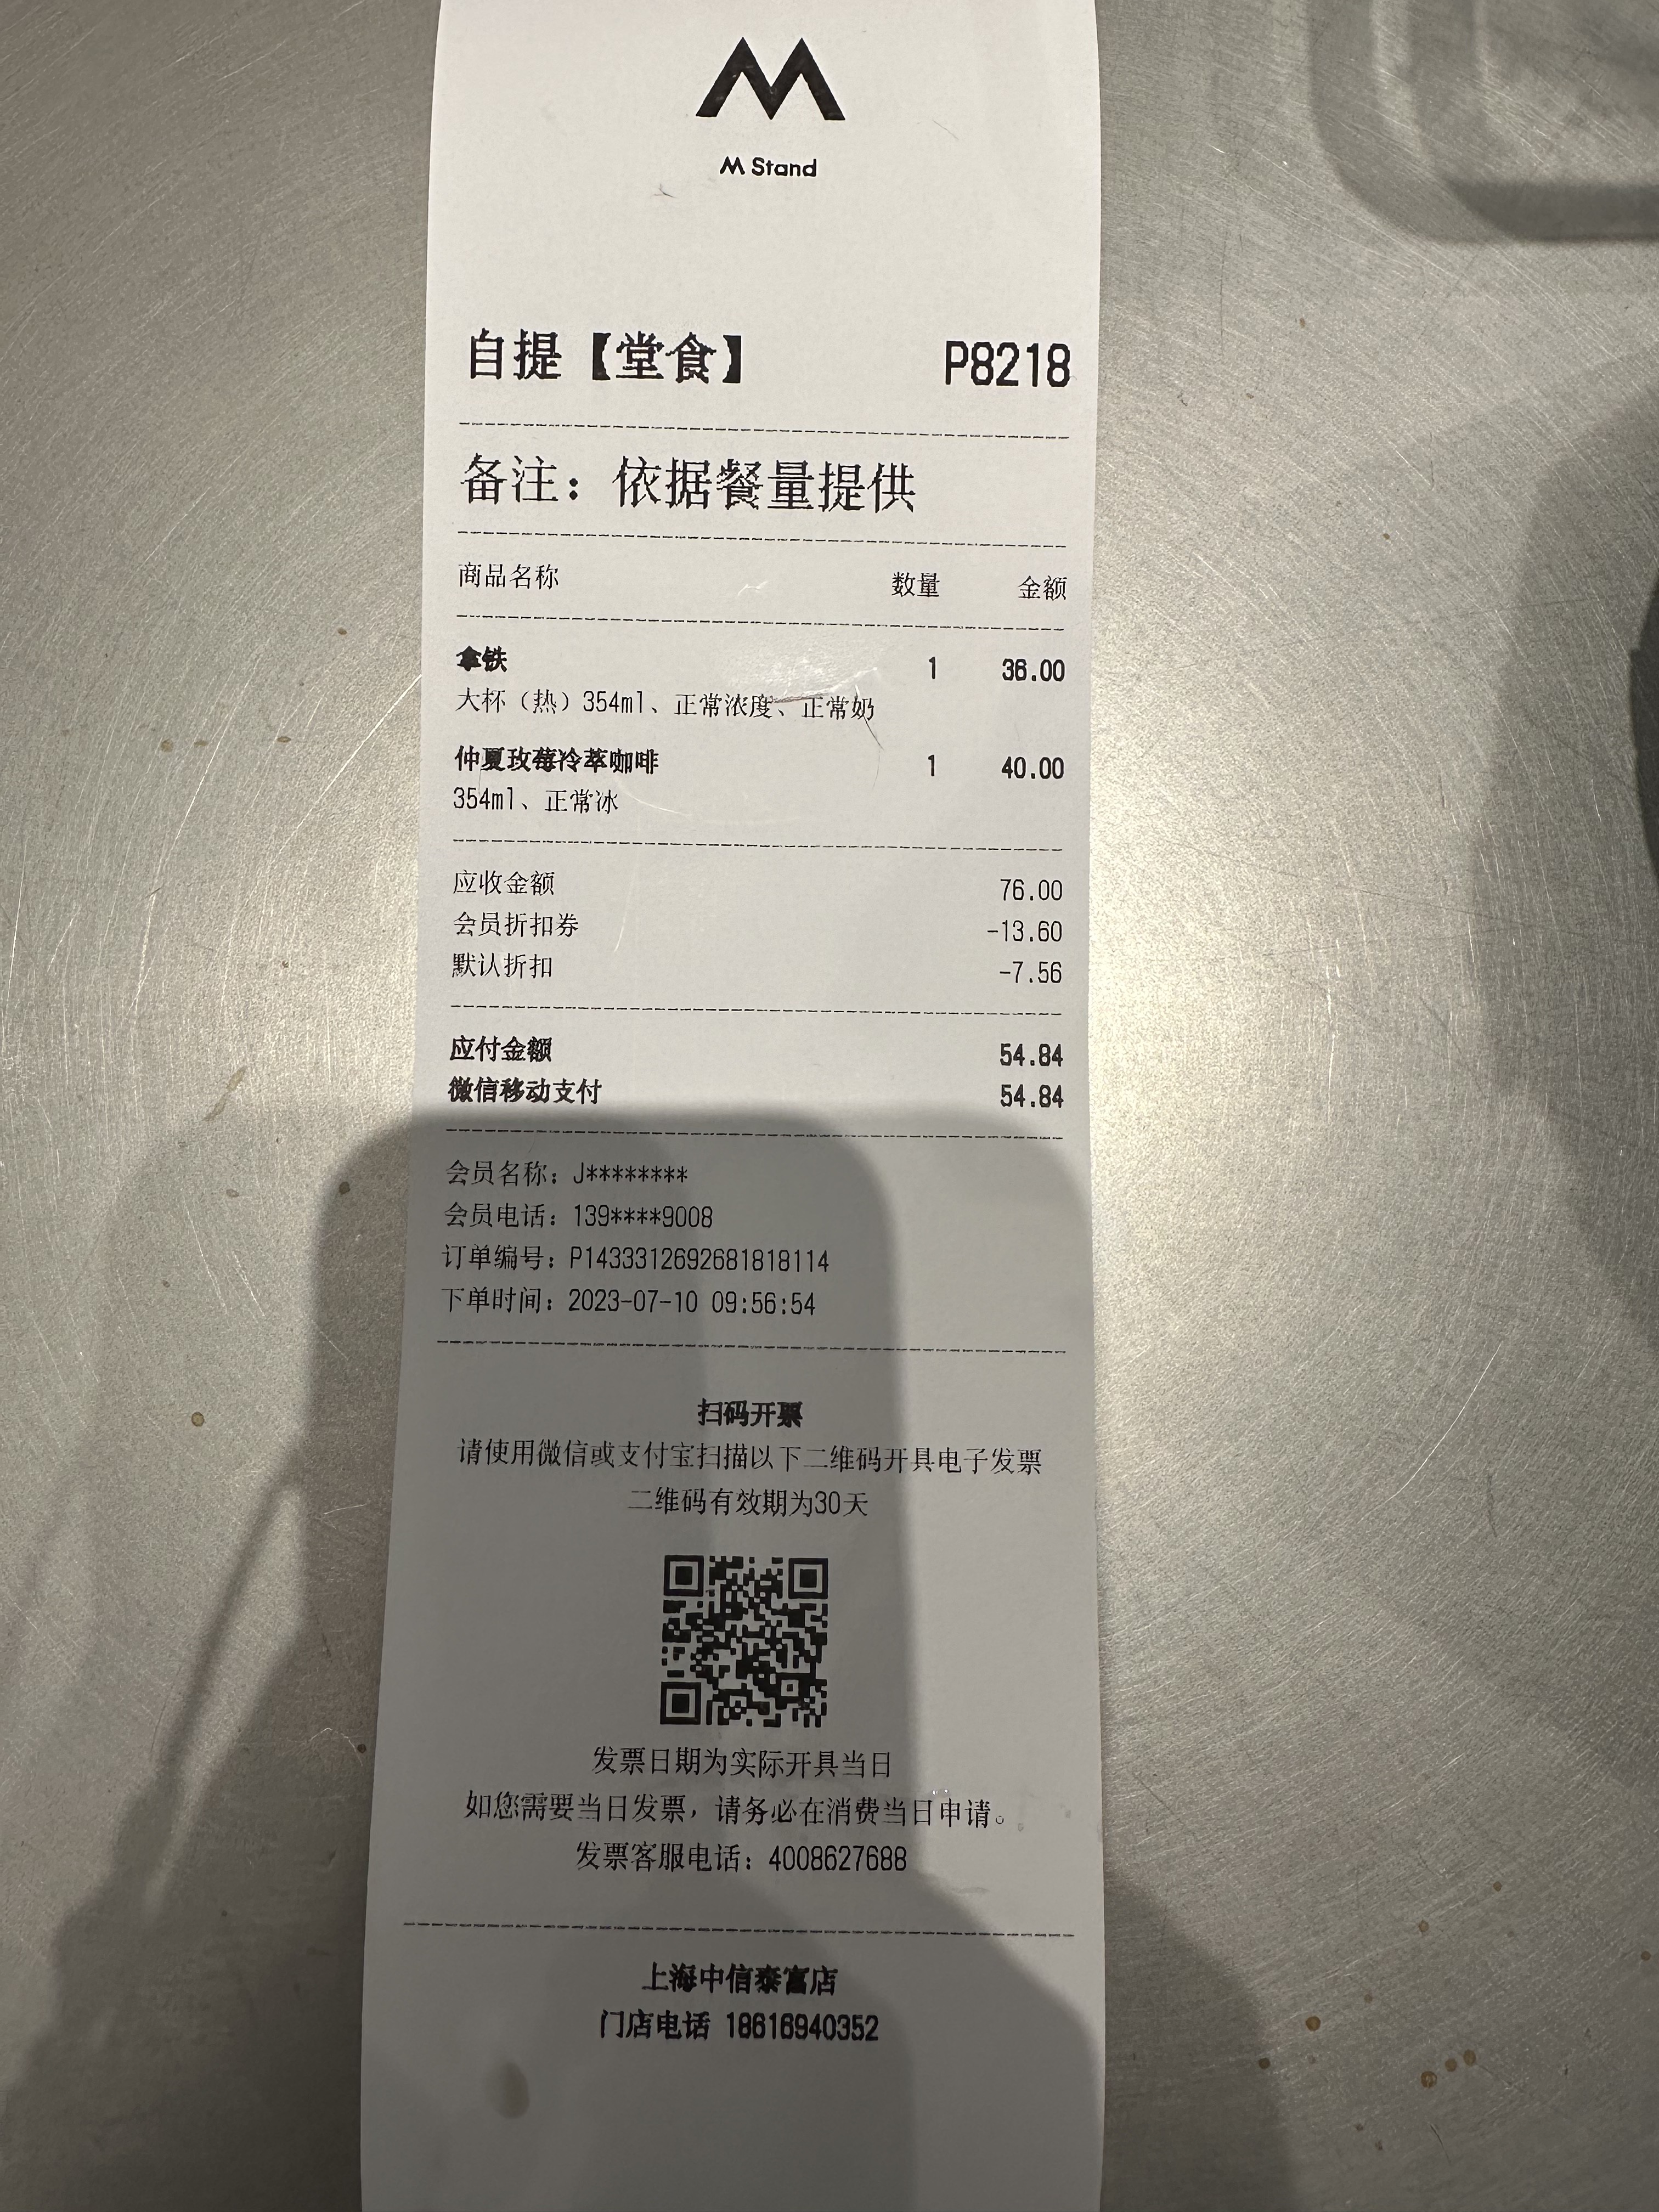 M Stand
自提【堂食】 P8218
备注：依据餐量提供
商品名称 数量 金额
拿铁 1 36.00
大杯（热）354ml、正常浓度、正常奶
仲夏玫莓冷萃咖啡 1 40.00
354ml、正常冰
应收金额 76.00
会员折扣券 -13.60
默认折扣 -7.56
应付金额 54.84
微信移动支付 54.84
会员名称：J********
会员电话：139****9008
订单编号：P1433312692681818114
下单时间：2023-07-10 09:56:54
扫码开票
请使用微信或支付宝扫描以下二维码开具电子发票
二维码有效期为30天
发票日期为实际开具当日
如您需要当日发票，请务必在消费当日申请。
发票客服电话：4008627688
上海中信泰富店
门店电话 18616940352